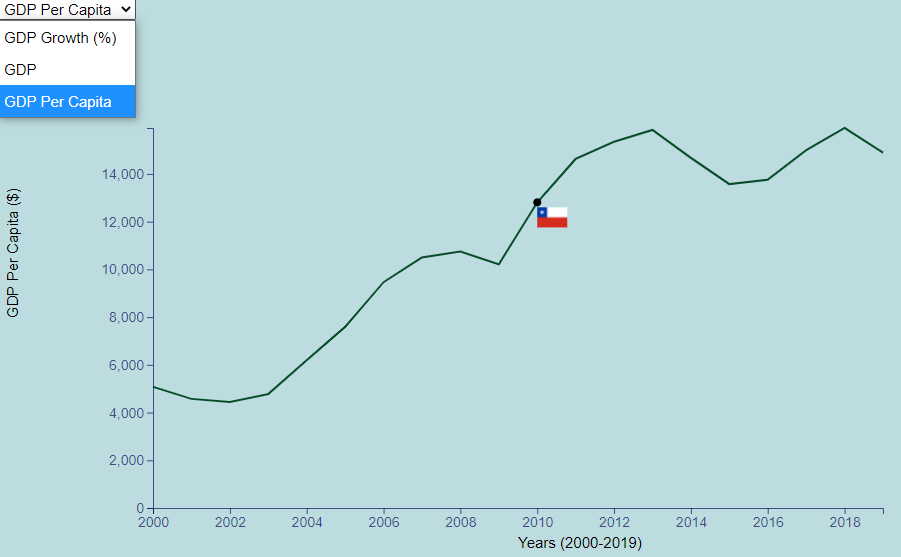 GDP Per Capita
GDP Growth (%)
GDP
GDP Per Capita
GDP Per Capita ($)
14,000
12,000
10,000
8,000
6,000
4,000
2,000
0
2000 2002 2004 2006 2008 2010 2012 2014 2016 2018
Years (2000-2019)